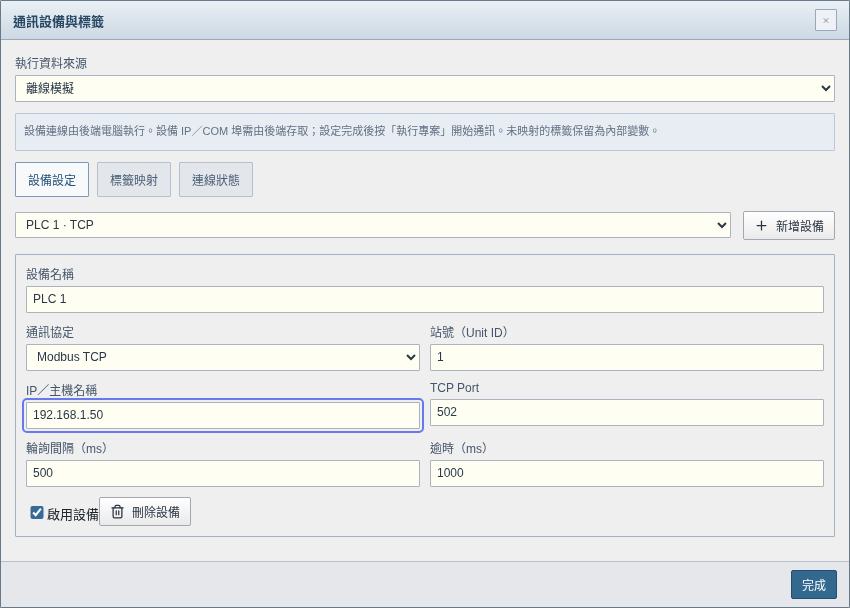 通訊設備與標籤
×
執行資料來源
離線模擬
設備連線由後端電腦執行。設備 IP／COM 埠需由後端存取；設定完成後按「執行專案」開始通訊。未映射的標籤保留為內部變數。
設備設定 標籤映射 連線狀態
PLC 1 · TCP
＋ 新增設備
設備名稱
PLC 1
通訊協定 站號（Unit ID）
Modbus TCP 1
IP／主機名稱 TCP Port
192.168.1.50 502
輪詢間隔（ms） 逾時（ms）
500 1000
啟用設備 刪除設備
完成